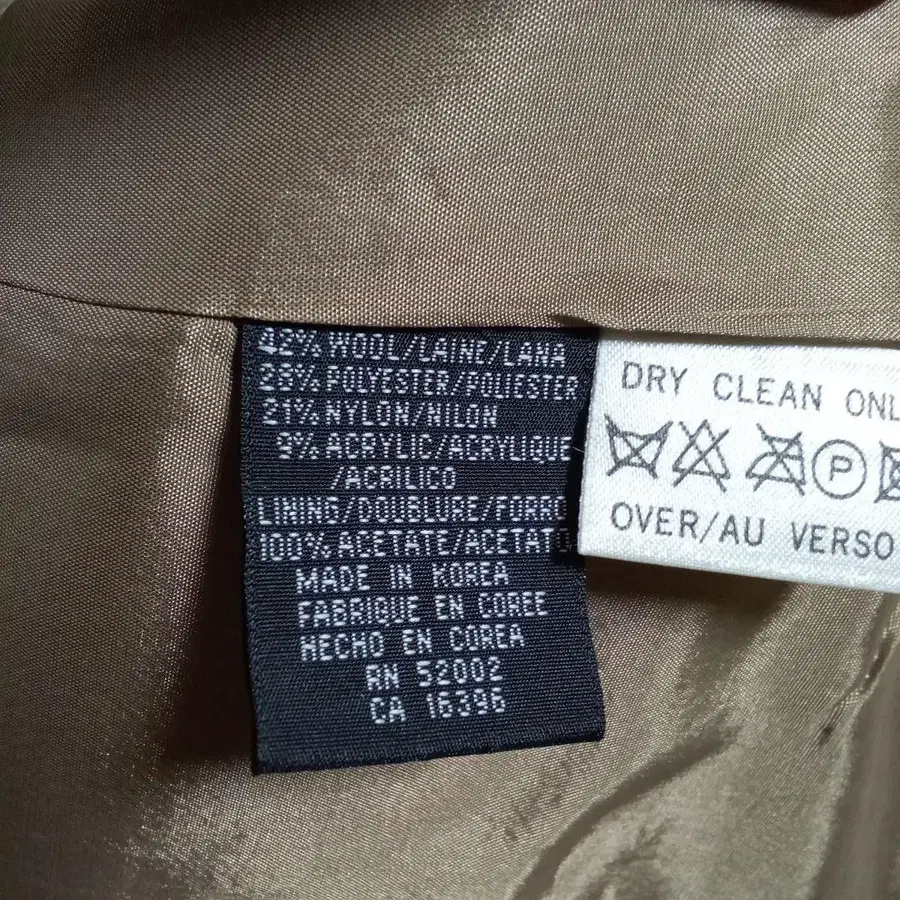 42% WOOL/LAINE/LANA
28% POLYESTER/POLIESTER
21% NYLON/NILON
9% ACRYLIC/ACRYLIQUE
/ACRILICO
LINING/DOUBLURE/FORRO
100% ACETATE/ACETATO
MADE IN KOREA
FABRIQUE EN COREE
HECHO EN COREA
RN 52002
CA 16396
DRY CLEAN ONL
P
OVER/AU VERSO